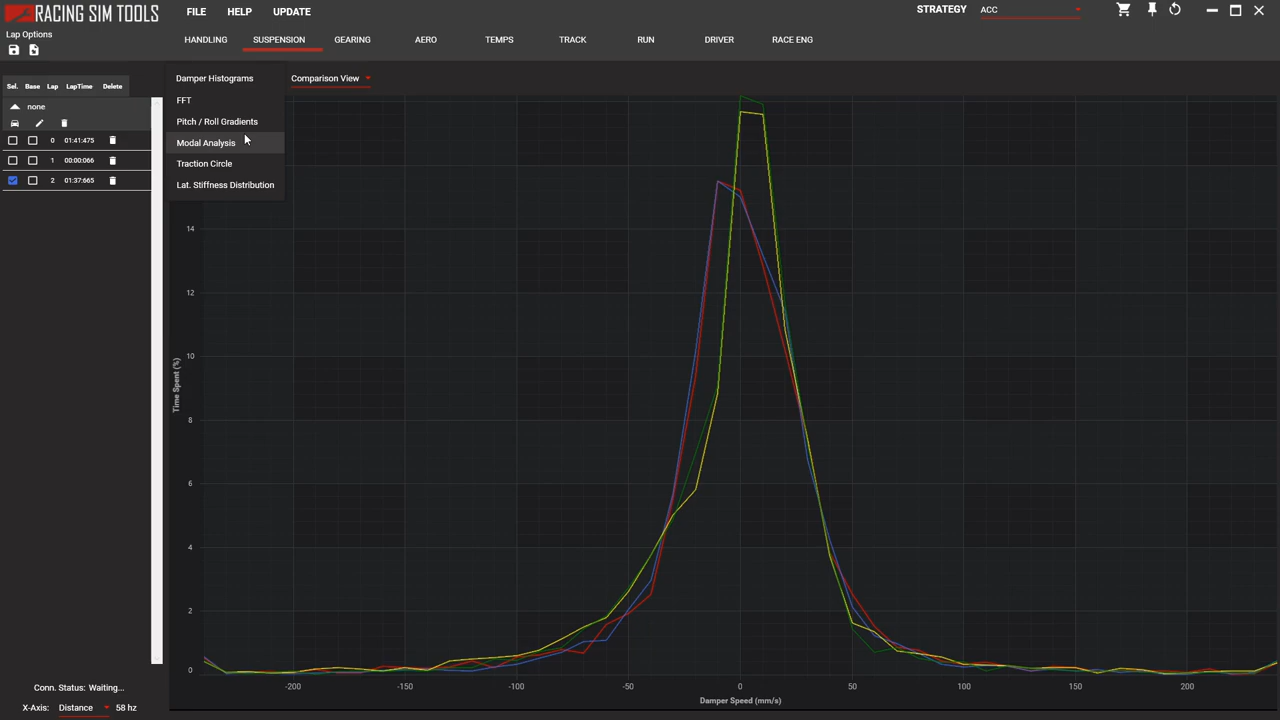 RACING SIM TOOLS
FILE HELP UPDATE
STRATEGY ACC
Lap Options
HANDLING SUSPENSION GEARING AERO TEMPS TRACK RUN DRIVER RACE ENG
Sel. Base Lap LapTime Delete
none
0 01:41:475
1 00:00:066
2 01:37:665
Damper Histograms
FFT
Pitch / Roll Gradients
Modal Analysis
Traction Circle
Lat. Stiffness Distribution
Comparison View
14
12
10
8
6
4
2
0
Time Spent (%)
-200 -150 -100 -50 0 50 100 150 200
Damper Speed (mm/s)
Conn. Status: Waiting...
X-Axis: Distance 58 hz